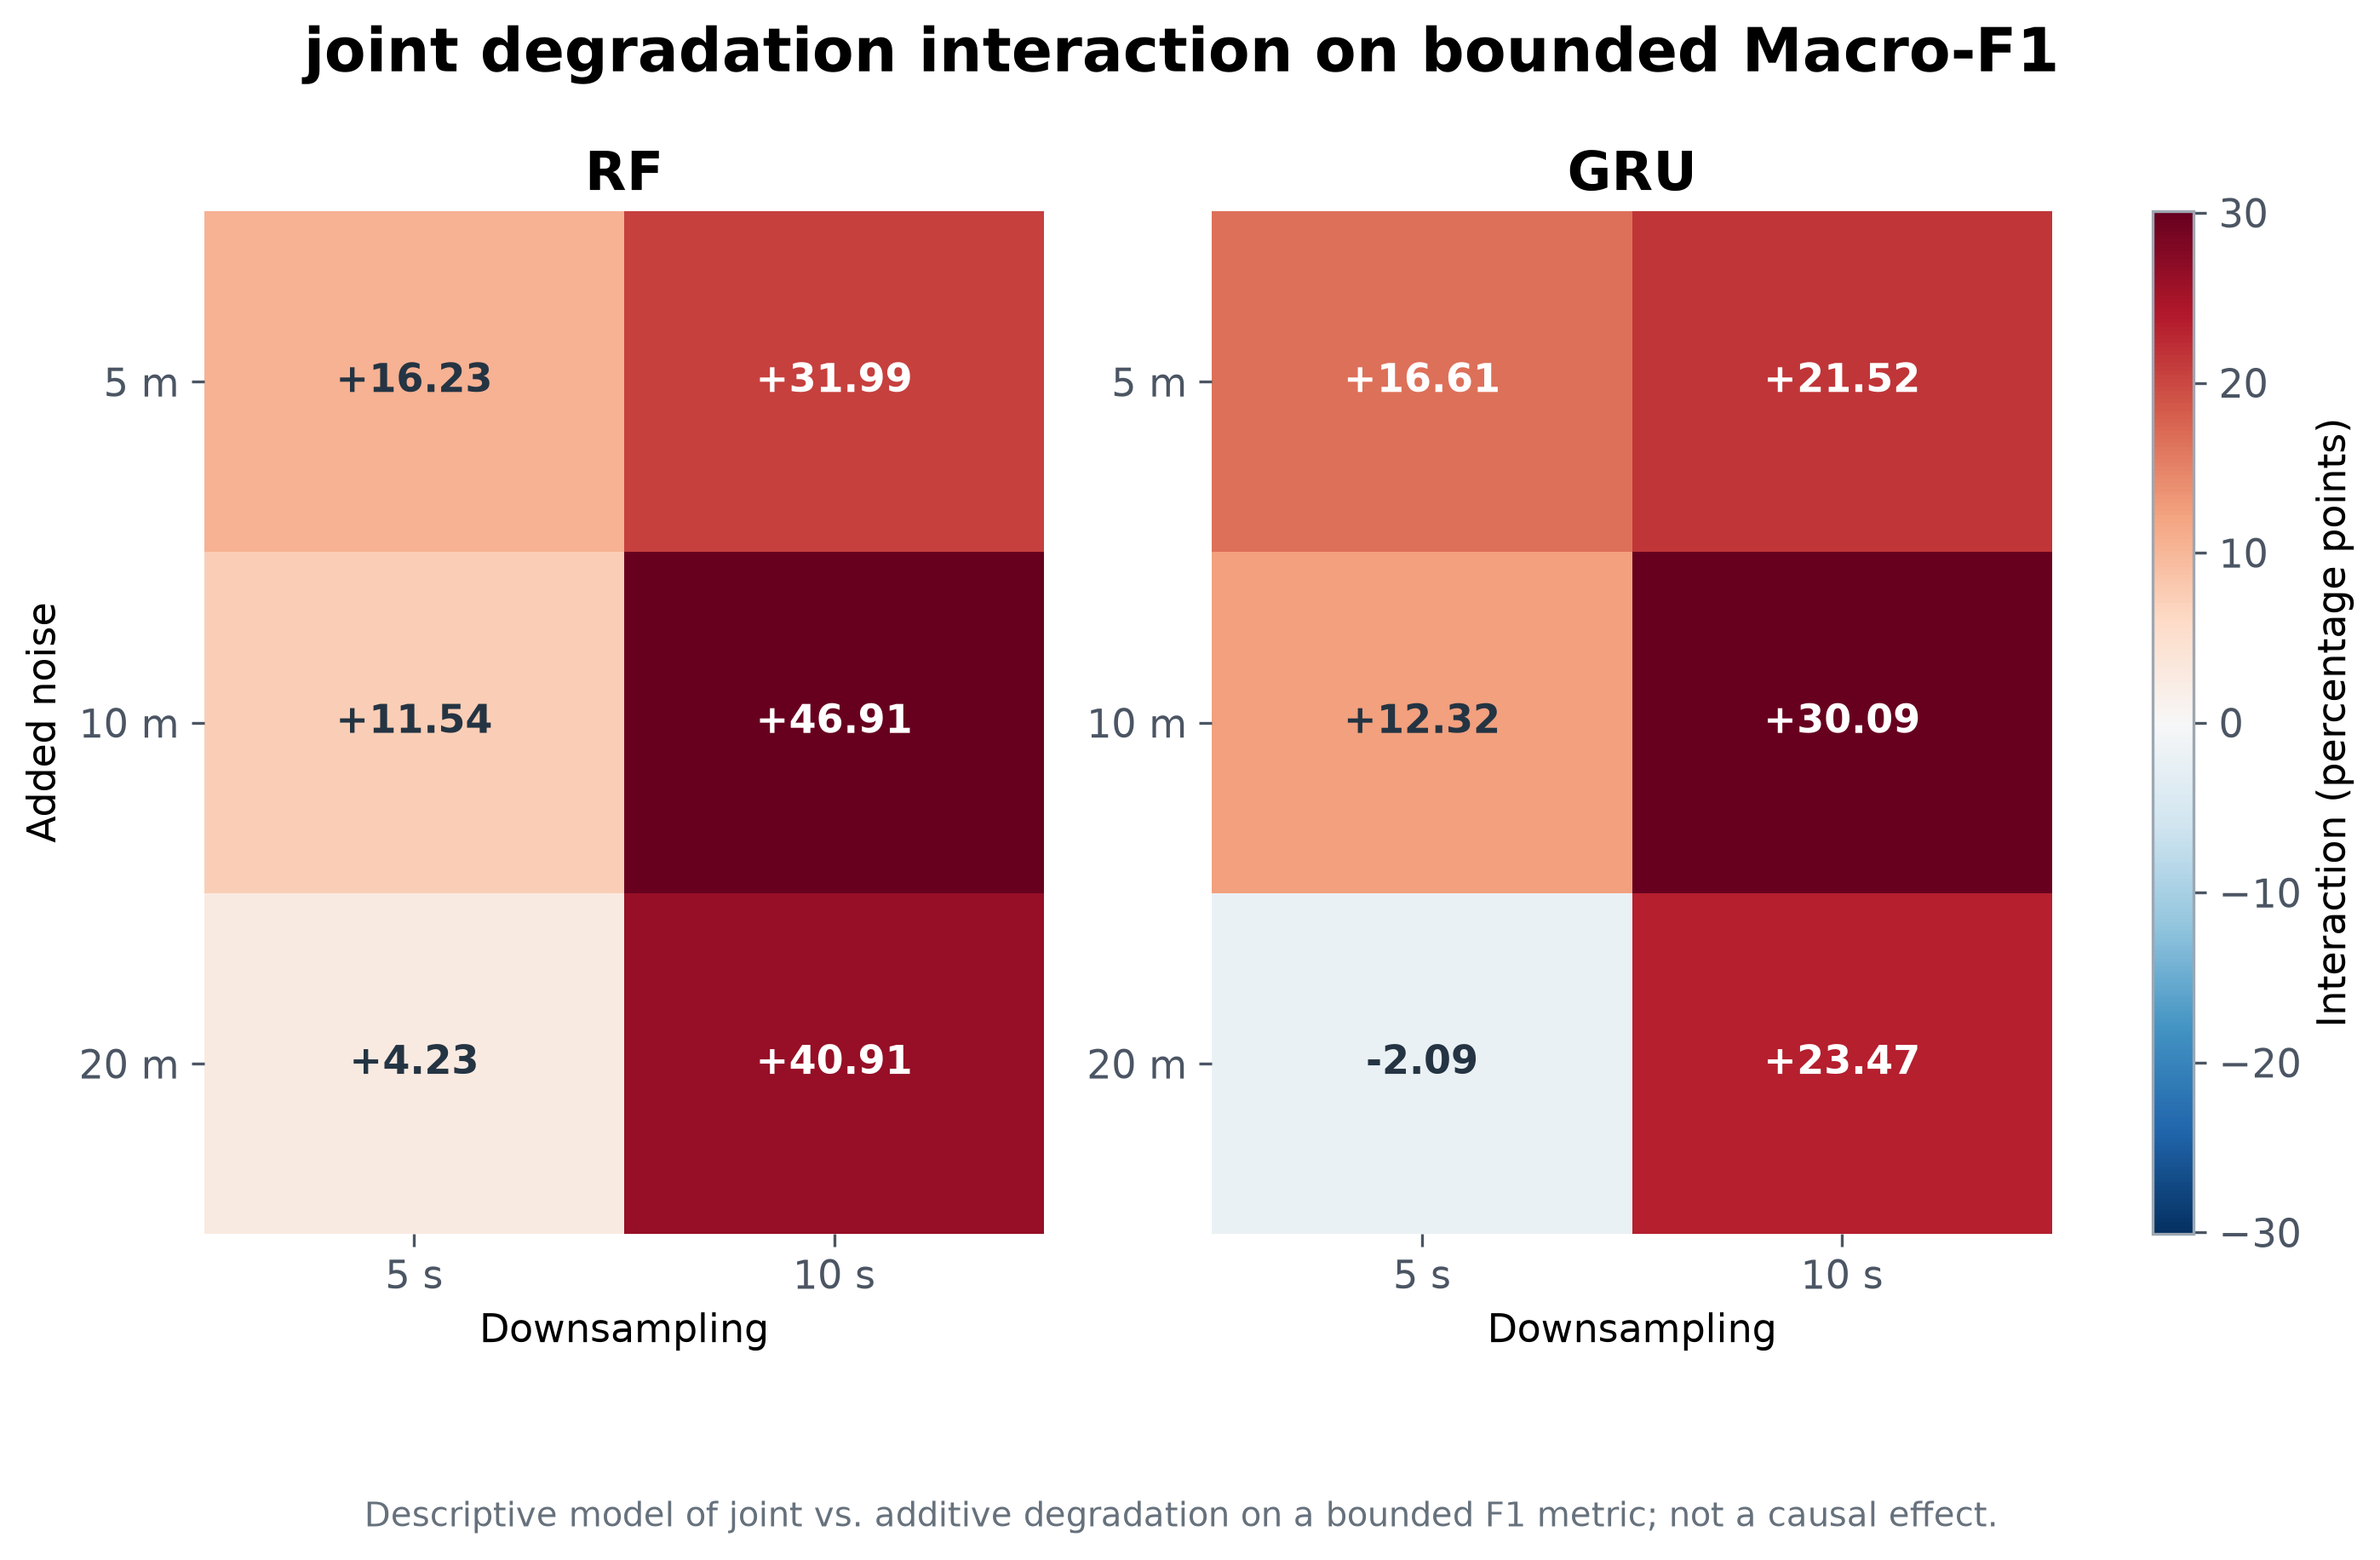 joint degradation interaction on bounded Macro-F1
RF
Added noise
5 m
+16.23
+31.99
10 m
+11.54
+46.91
20 m
+4.23
+40.91
5 s
10 s
Downsampling
GRU
5 m
+16.61
+21.52
10 m
+12.32
+30.09
20 m
-2.09
+23.47
5 s
10 s
Downsampling
30
20
10
0
−10
−20
−30
Interaction (percentage points)
Descriptive model of joint vs. additive degradation on a bounded F1 metric; not a causal effect.